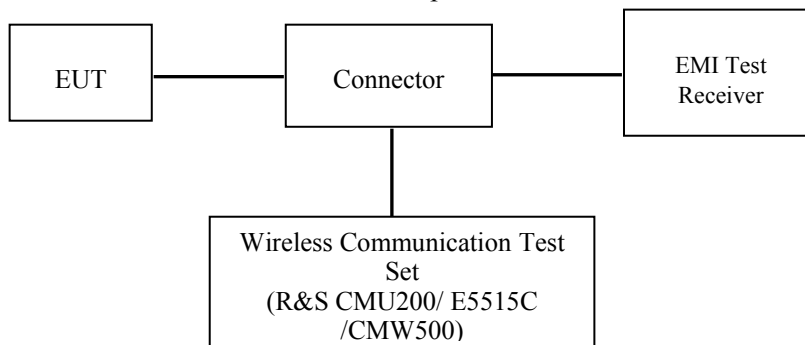 EUT
Connector
EMI Test
Receiver
Wireless Communication Test
Set
(R&S CMU200/ E5515C
/CMW500)